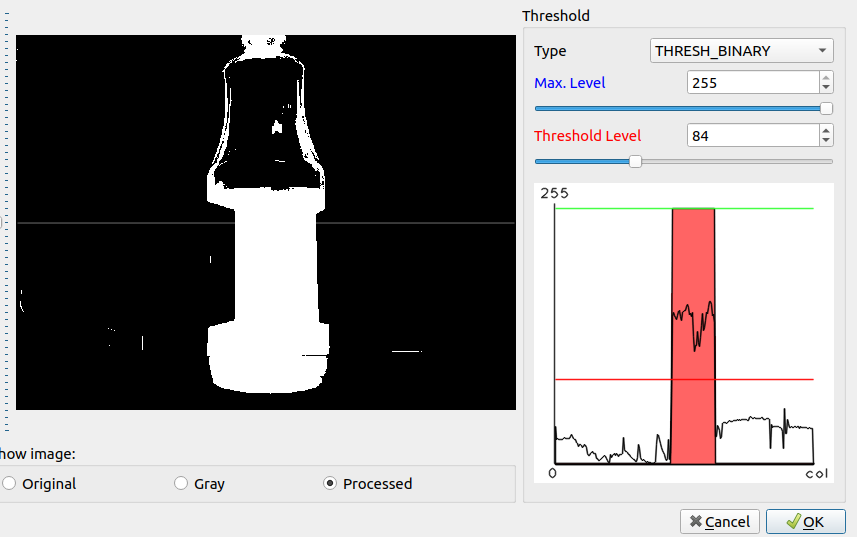 Threshold
Type THRESH_BINARY
Max. Level 255
Threshold Level 84
255
0 col
how image:
Original Gray Processed
Cancel OK